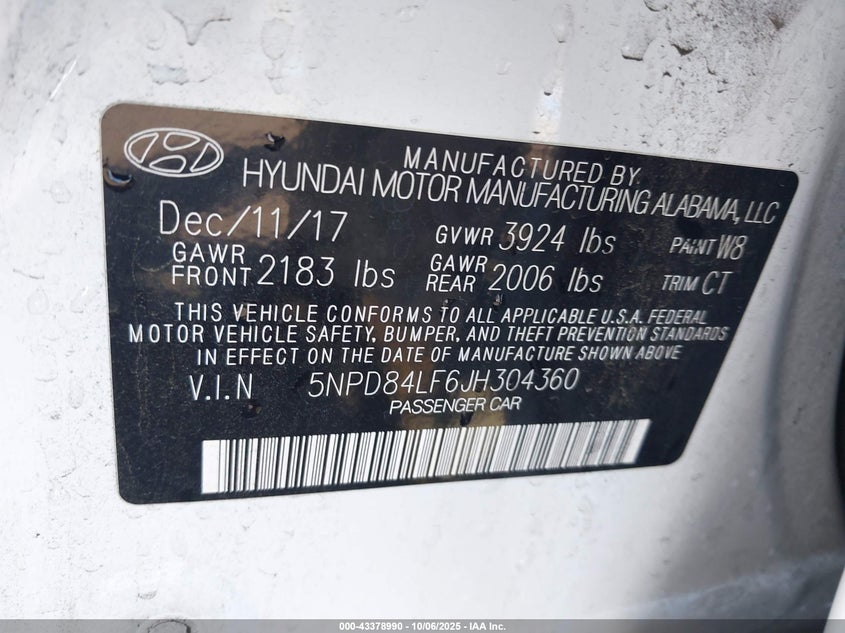 MANUFACTURED BY
HYUNDAI MOTOR MANUFACTURING ALABAMA, LLC
Dec/11/17 GVWR 3924 lbs PAINT W8
GAWR FRONT 2183 lbs GAWR REAR 2006 lbs TRIM CT
THIS VEHICLE CONFORMS TO ALL APPLICABLE U.S.A. FEDERAL
MOTOR VEHICLE SAFETY, BUMPER, AND THEFT PREVENTION STANDARDS
IN EFFECT ON THE DATE OF MANUFACTURE SHOWN ABOVE
V.I.N 5NPD84LF6JH304360
PASSENGER CAR
000-43378990 - 10/06/2025 - IAA Inc.